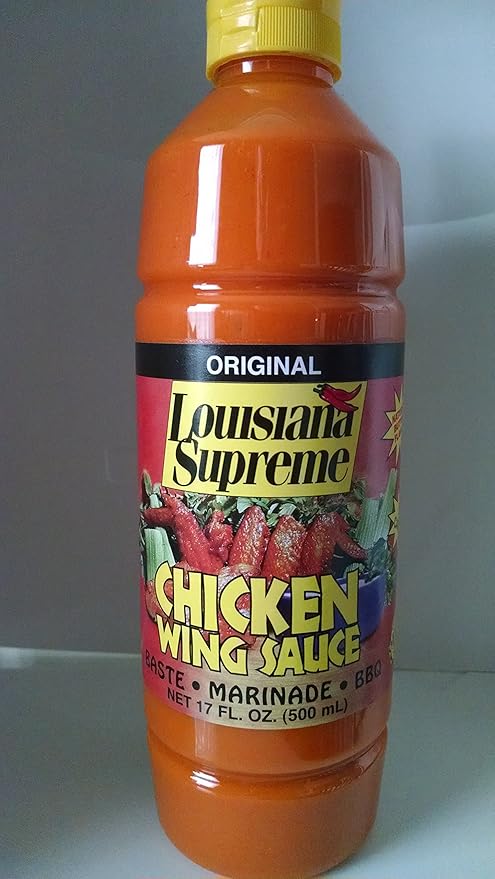 ORIGINAL
Louisiana
Supreme
CHICKEN
WING SAUCE
BASTE • MARINADE • BBQ
NET 17 FL. OZ. (500 mL)